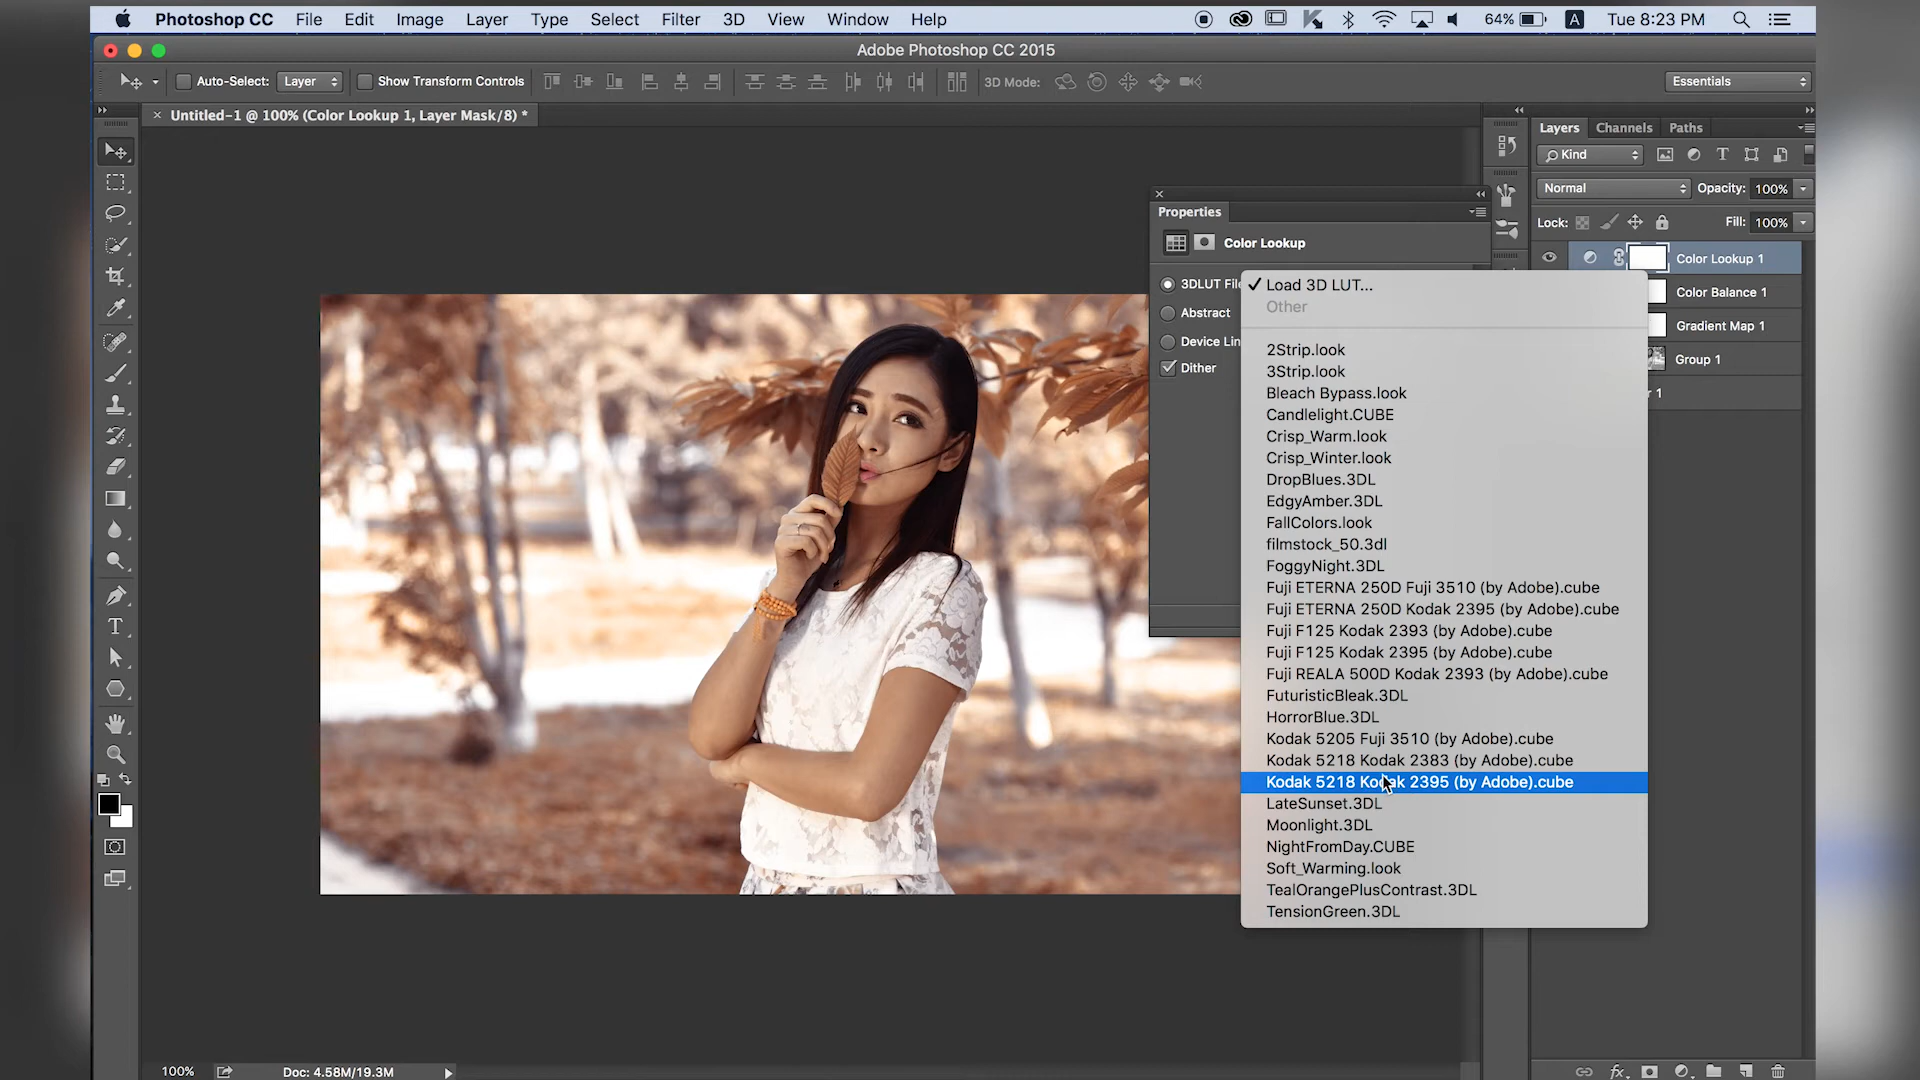 Photoshop CC File Edit Image Layer Type Select Filter 3D View Window Help 64% A Tue 8:23 PM
Adobe Photoshop CC 2015
Auto-Select: Layer Show Transform Controls 3D Mode: Essentials
Untitled-1 @ 100% (Color Lookup 1, Layer Mask/8) *
Layers Channels Paths
Kind
Normal Opacity: 100%
Lock: Fill: 100%
Color Lookup 1
Color Balance 1
Gradient Map 1
Group 1
r 1
Properties
Color Lookup
3DLUT File
Abstract
Device Lin
Dither
Load 3D LUT...
Other
2Strip.look
3Strip.look
Bleach Bypass.look
Candlelight.CUBE
Crisp_Warm.look
Crisp_Winter.look
DropBlues.3DL
EdgyAmber.3DL
FallColors.look
filmstock_50.3dl
FoggyNight.3DL
Fuji ETERNA 250D Fuji 3510 (by Adobe).cube
Fuji ETERNA 250D Kodak 2395 (by Adobe).cube
Fuji F125 Kodak 2393 (by Adobe).cube
Fuji F125 Kodak 2395 (by Adobe).cube
Fuji REALA 500D Kodak 2393 (by Adobe).cube
FuturisticBleak.3DL
HorrorBlue.3DL
Kodak 5205 Fuji 3510 (by Adobe).cube
Kodak 5218 Kodak 2383 (by Adobe).cube
Kodak 5218 Kodak 2395 (by Adobe).cube
LateSunset.3DL
Moonlight.3DL
NightFromDay.CUBE
Soft_Warming.look
TealOrangePlusContrast.3DL
TensionGreen.3DL
100% Doc: 4.58M/19.3M
fx